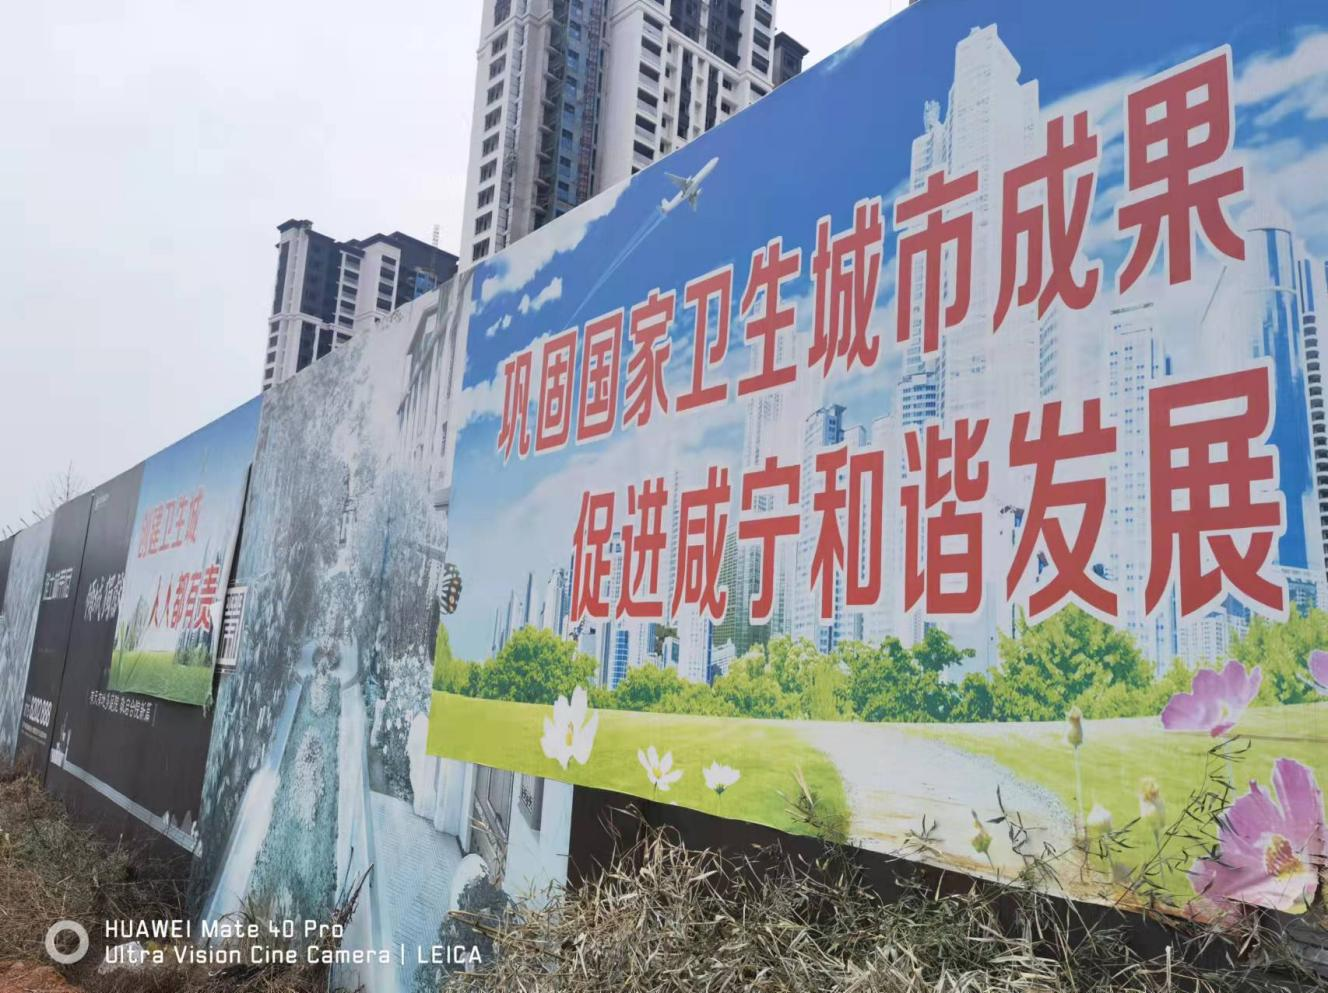 巩固国家卫生城市成果
促进咸宁和谐发展
创建卫生城
人人都有责
HUAWEI Mate 40 Pro
Ultra Vision Cine Camera | LEICA